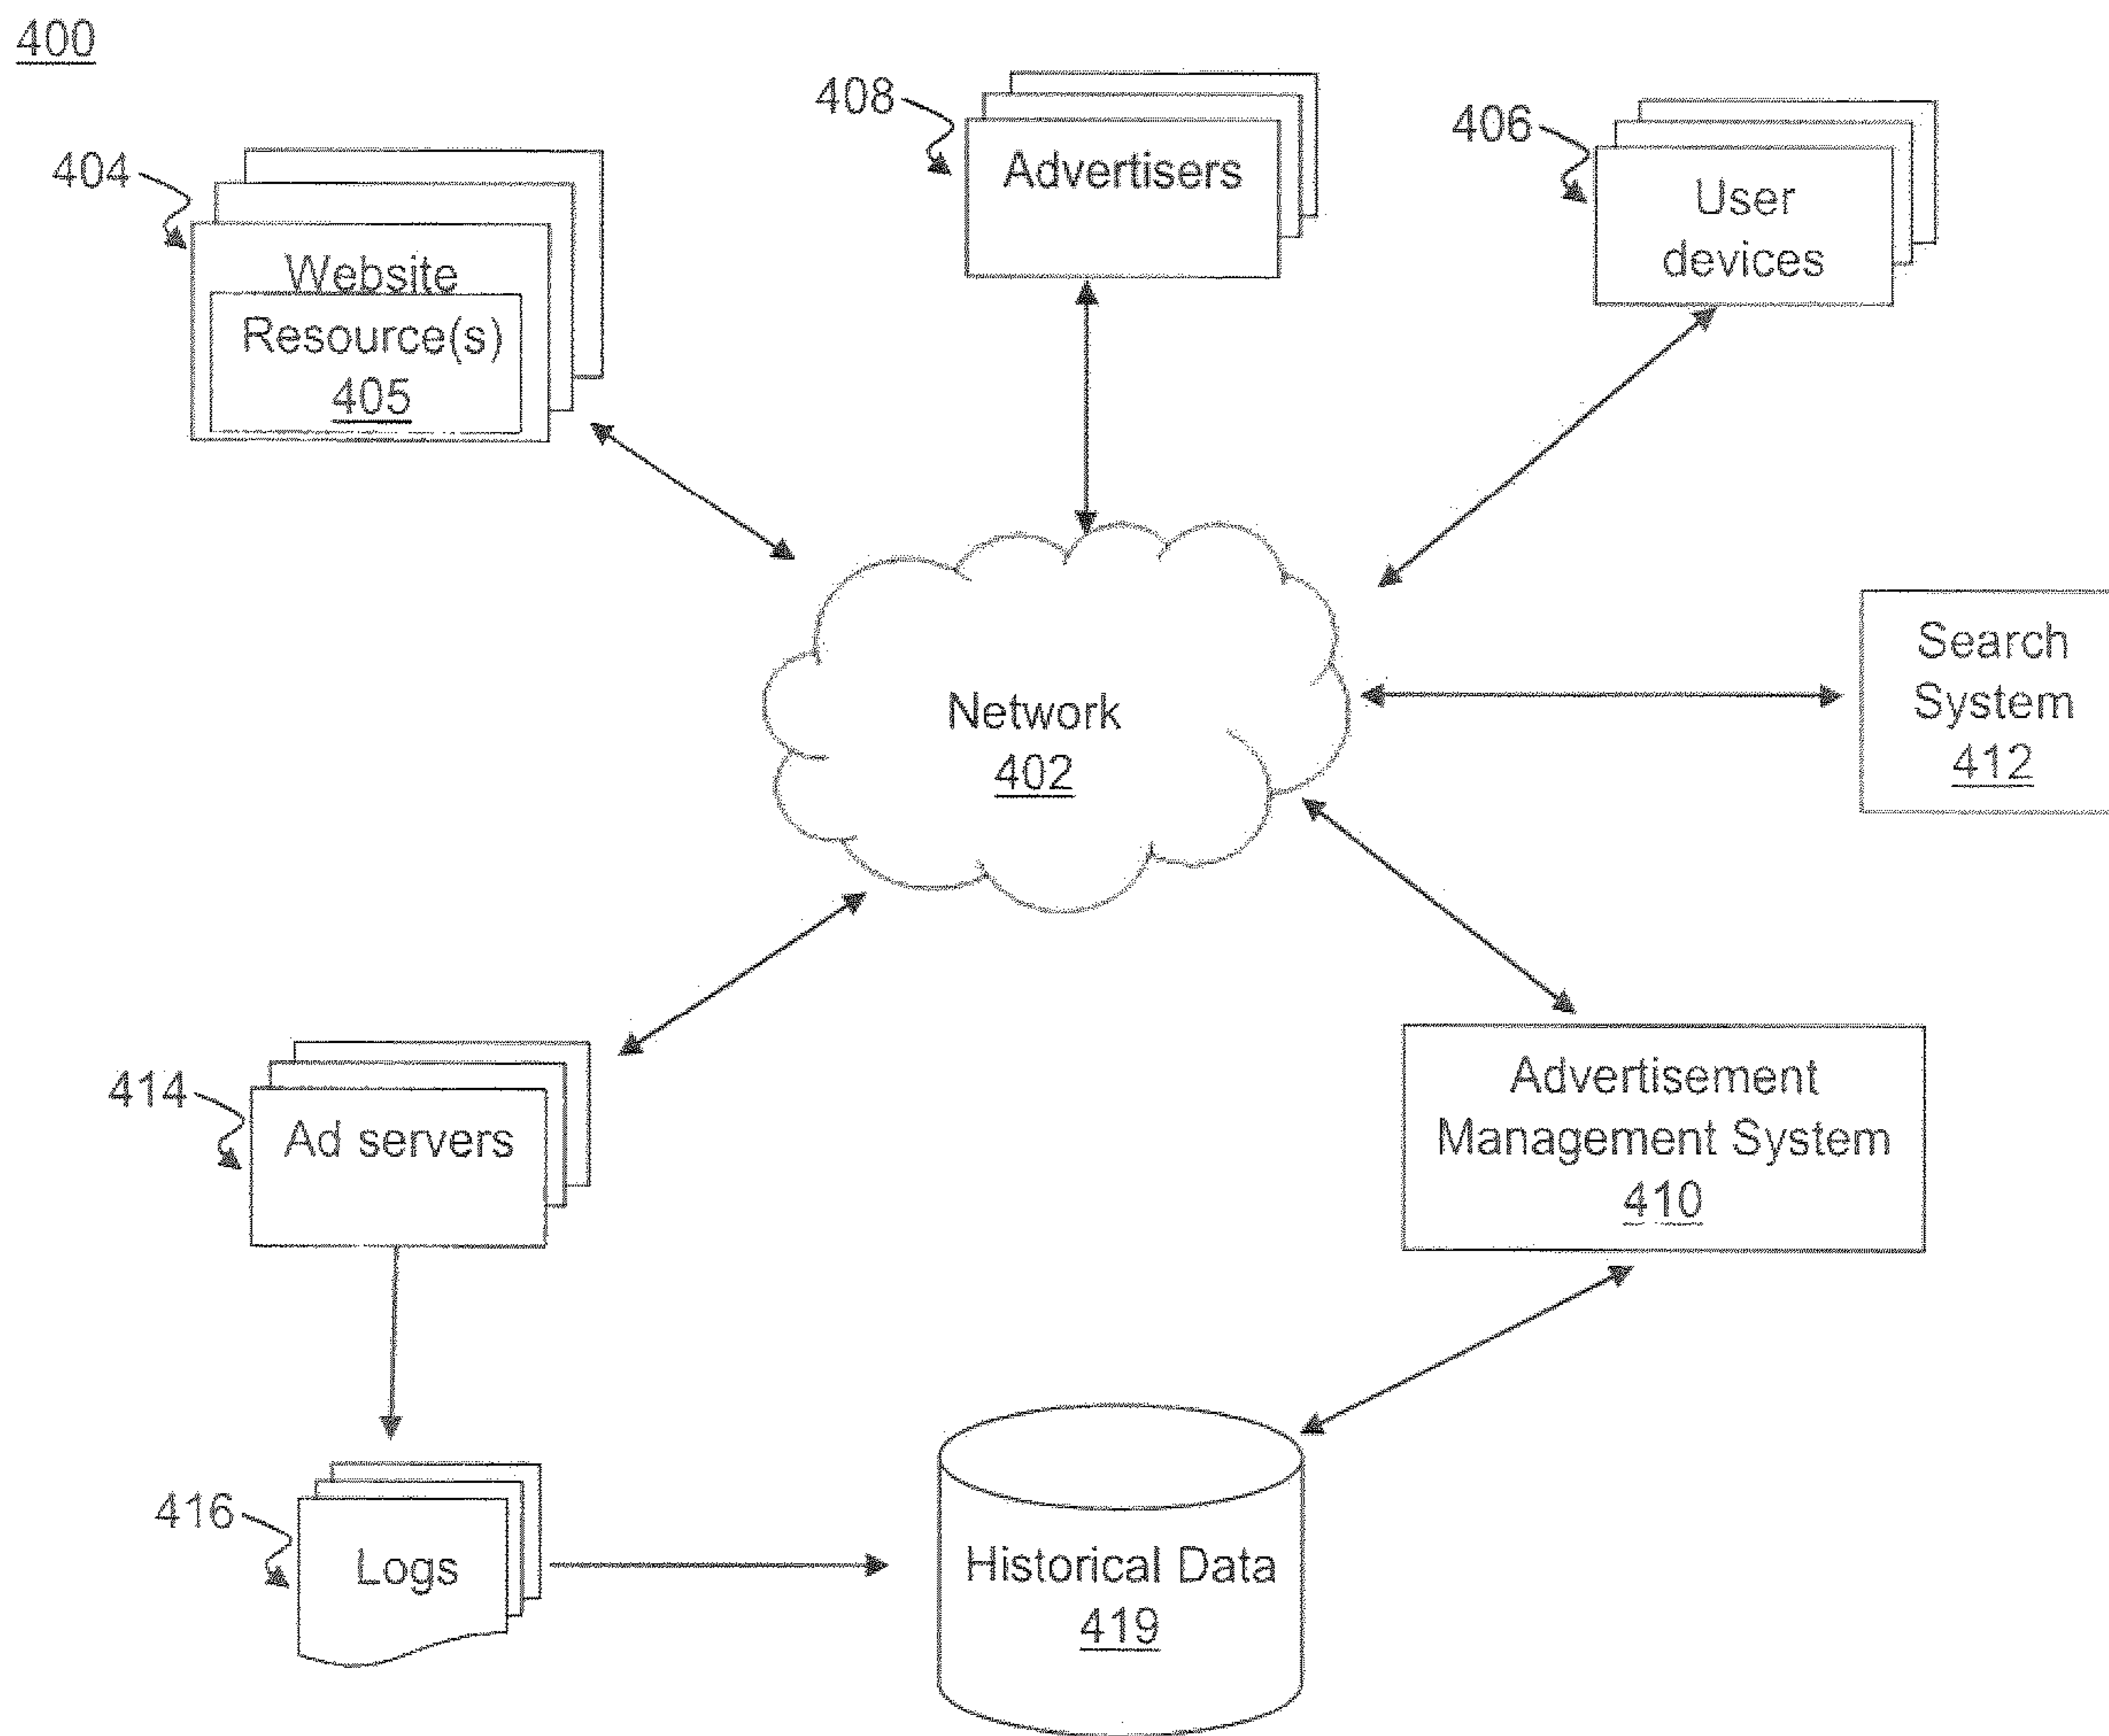 400
408
Advertisers
406
User
devices
404
Website
Resource(s)
405
Search
System
412
Network
402
414
Ad servers
Advertisement
Management System
410
416
Logs
Historical Data
419